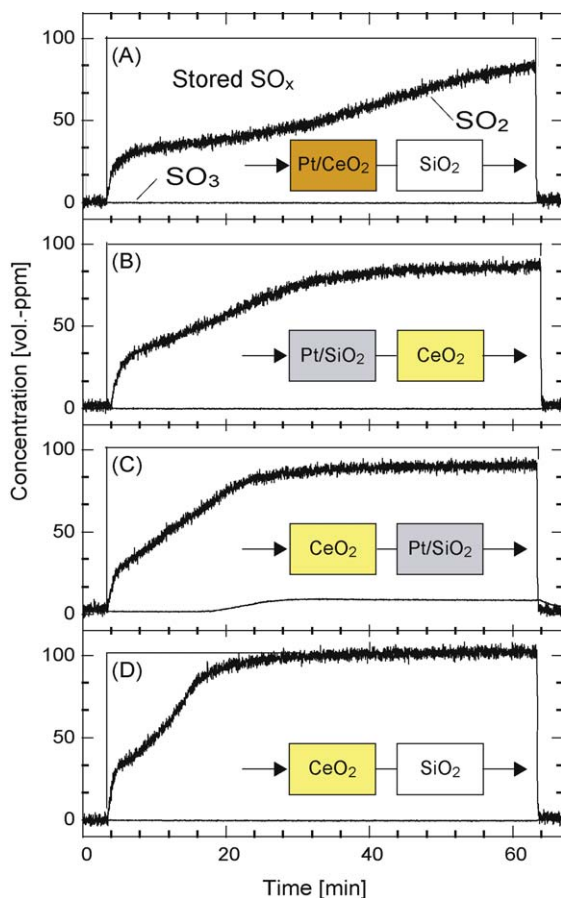 Concentration [vol.-ppm]
100
50
0
(A)
Stored SOₓ
SO₂
SO₃
Pt/CeO₂
SiO₂
100
50
0
(B)
Pt/SiO₂
CeO₂
100
50
0
(C)
CeO₂
Pt/SiO₂
100
50
0
(D)
CeO₂
SiO₂
0
20
40
60
Time [min]